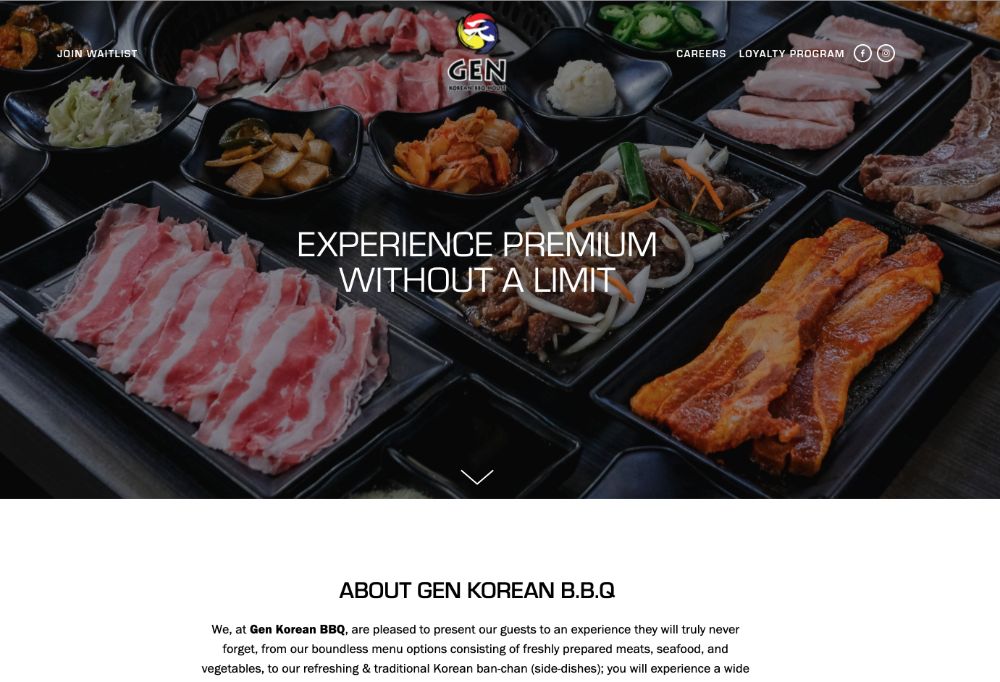 JOIN WAITLIST
GEN
KOREAN BBQ HOUSE
CAREERS LOYALTY PROGRAM
EXPERIENCE PREMIUM
WITHOUT A LIMIT
ABOUT GEN KOREAN B.B.Q
We, at Gen Korean BBQ, are pleased to present our guests to an experience they will truly never
forget, from our boundless menu options consisting of freshly prepared meats, seafood, and
vegetables, to our refreshing & traditional Korean ban-chan (side-dishes); you will experience a wide